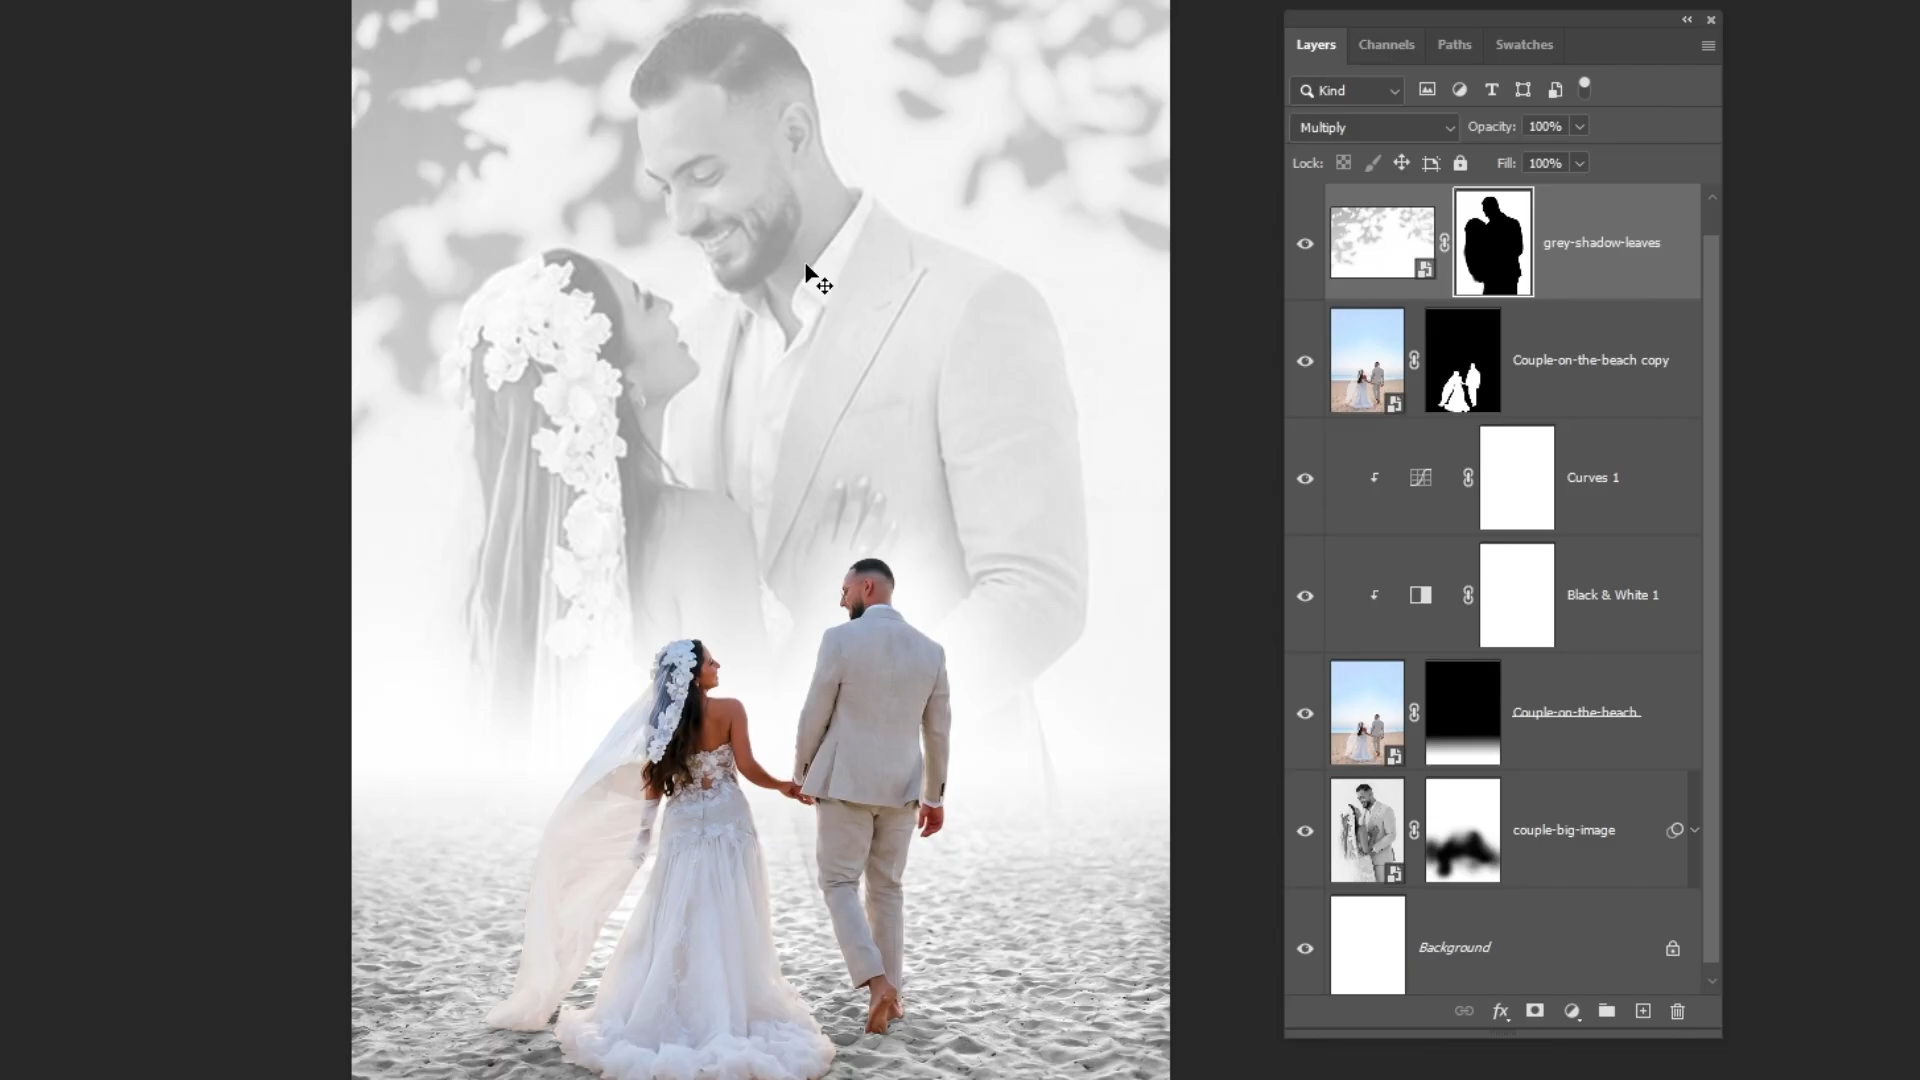 Layers Channels Paths Swatches
Kind
Multiply Opacity: 100%
Lock: Fill: 100%
grey-shadow-leaves
Couple-on-the-beach copy
Curves 1
Black & White 1
Couple-on-the-beach
couple-big-image
Background
fx